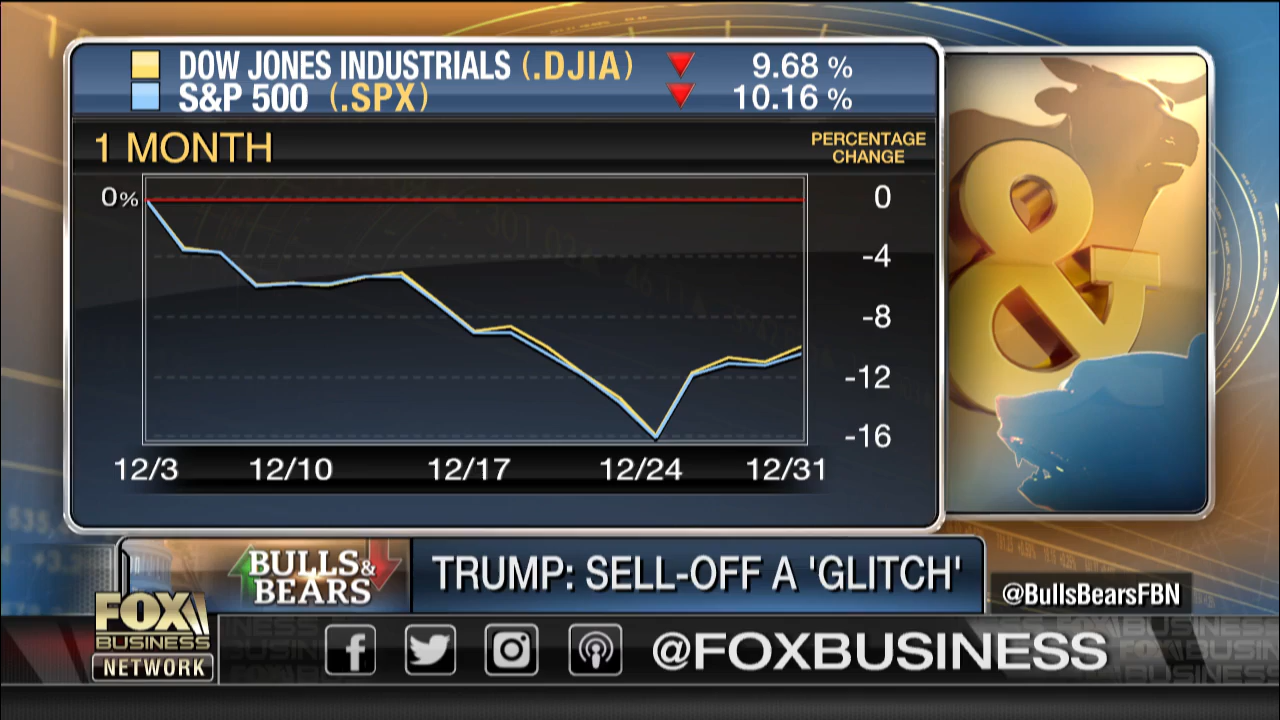 DOW JONES INDUSTRIALS (.DJIA) 9.68 %
S&P 500 (.SPX) 10.16 %
1 MONTH
PERCENTAGE
CHANGE
0%
0
-4
-8
-12
-16
12/3 12/10 12/17 12/24 12/31
&
BULLS&
BEARS
TRUMP: SELL-OFF A 'GLITCH'
@BullsBearsFBN
FOX
BUSINESS
NETWORK
@FOXBUSINESS